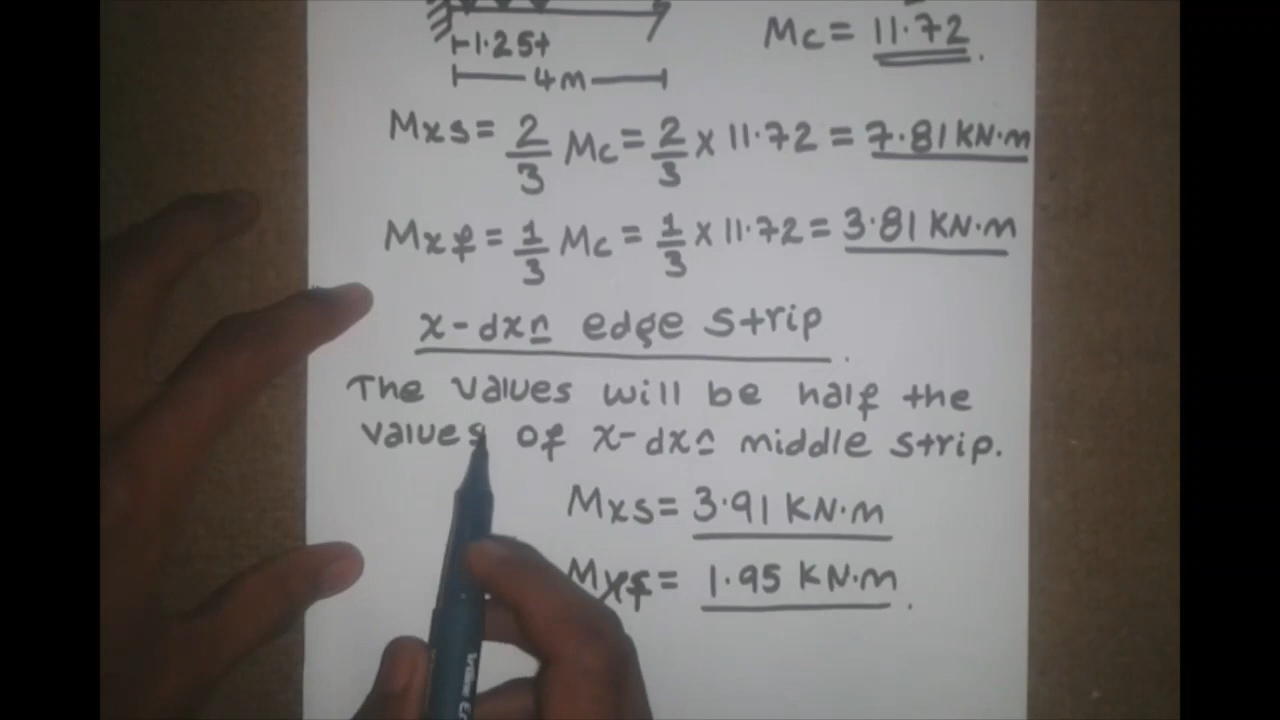 1.25
4m
Mc = 11.72.
Mxs = 2/3 Mc = 2/3 x 11.72 = 7.81 KN.m
Mxf = 1/3 Mc = 1/3 x 11.72 = 3.81 KN.m
x-dxn edge strip.
The values will be half the
values of x-dxn middle strip.
Mxs = 3.91 KN.m
Mxf = 1.95 KN.m.